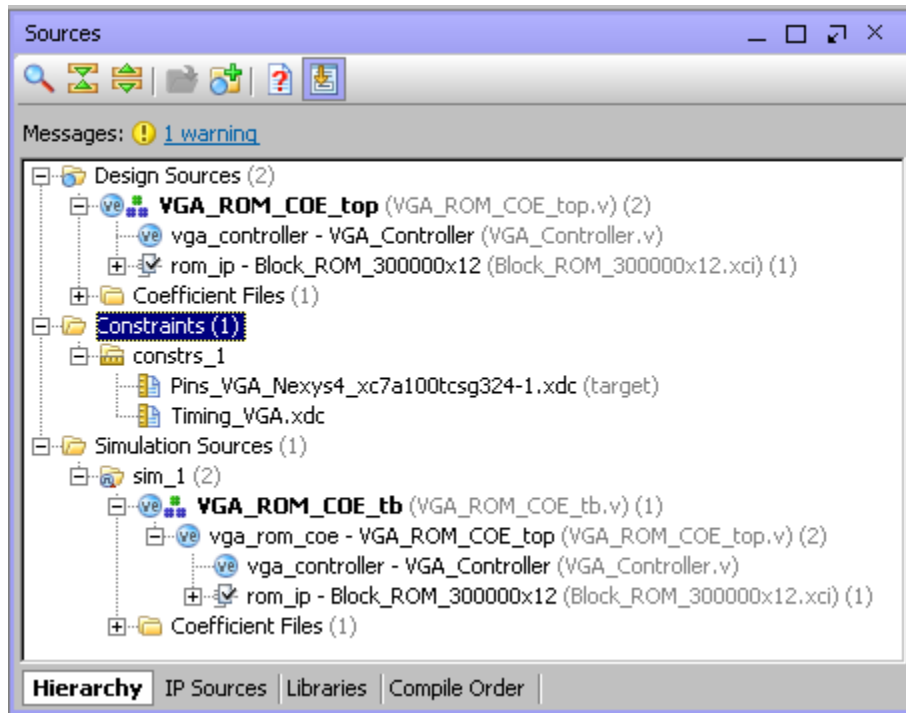 Sources
Messages: 1 warning
Design Sources (2)
VGA_ROM_COE_top (VGA_ROM_COE_top.v) (2)
vga_controller - VGA_Controller (VGA_Controller.v)
rom_ip - Block_ROM_300000x12 (Block_ROM_300000x12.xci) (1)
Coefficient Files (1)
Constraints (1)
constrs_1
Pins_VGA_Nexys4_xc7a100tcsg324-1.xdc (target)
Timing_VGA.xdc
Simulation Sources (1)
sim_1 (2)
VGA_ROM_COE_tb (VGA_ROM_COE_tb.v) (1)
vga_rom_coe - VGA_ROM_COE_top (VGA_ROM_COE_top.v) (2)
vga_controller - VGA_Controller (VGA_Controller.v)
rom_ip - Block_ROM_300000x12 (Block_ROM_300000x12.xci) (1)
Coefficient Files (1)
Hierarchy IP Sources Libraries Compile Order